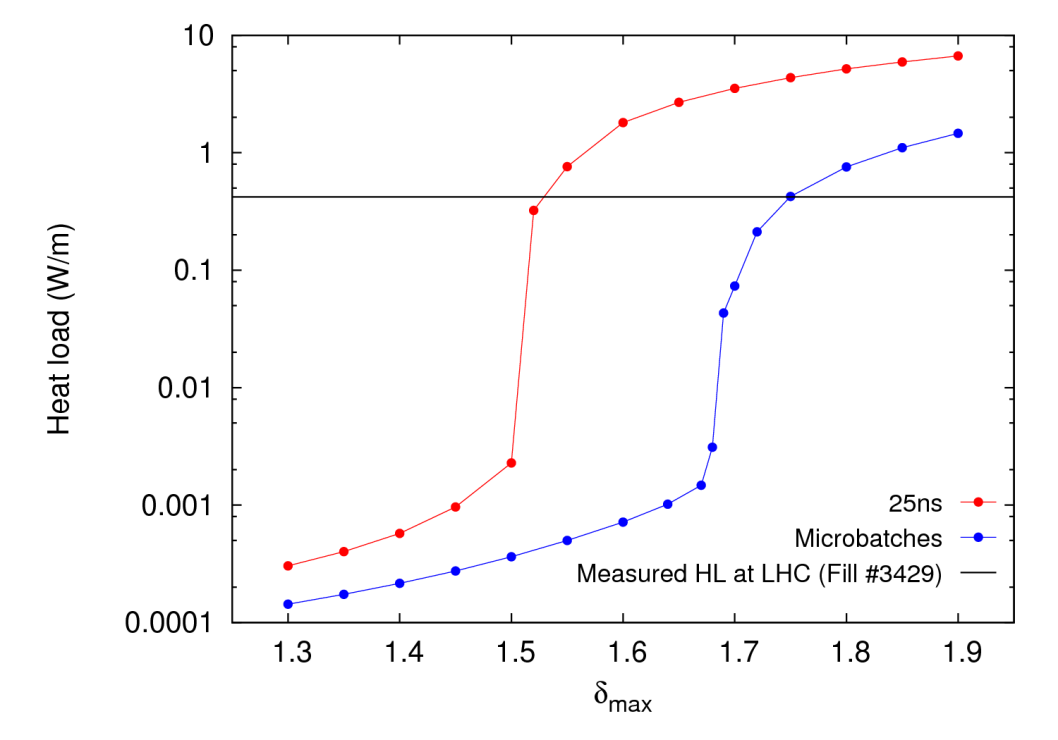 10
1
0.1
0.01
0.001
0.0001
Heat load (W/m)
25ns
Microbatches
Measured HL at LHC (Fill #3429)
1.3 1.4 1.5 1.6 1.7 1.8 1.9
δmax